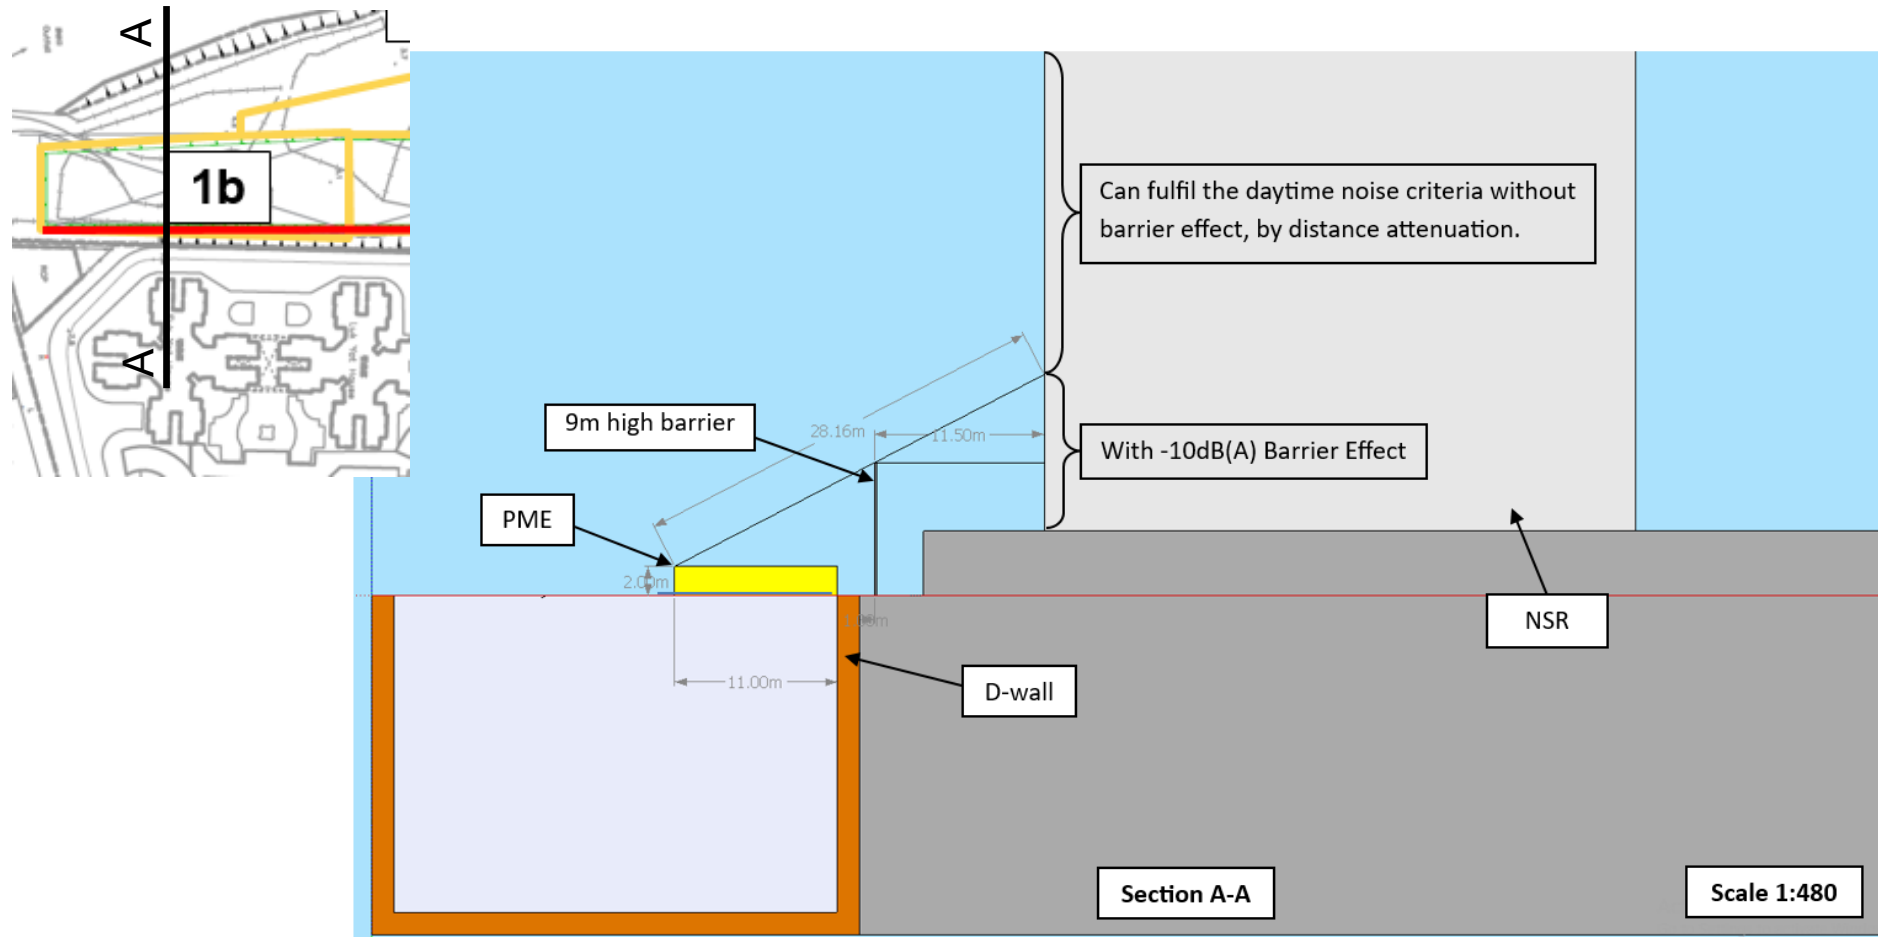 A
1b
A
Can fulfil the daytime noise criteria without
barrier effect, by distance attenuation.
9m high barrier
28.16m
11.50m
With -10dB(A) Barrier Effect
PME
2.00m
NSR
11.00m
D-wall
Section A-A
Scale 1:480